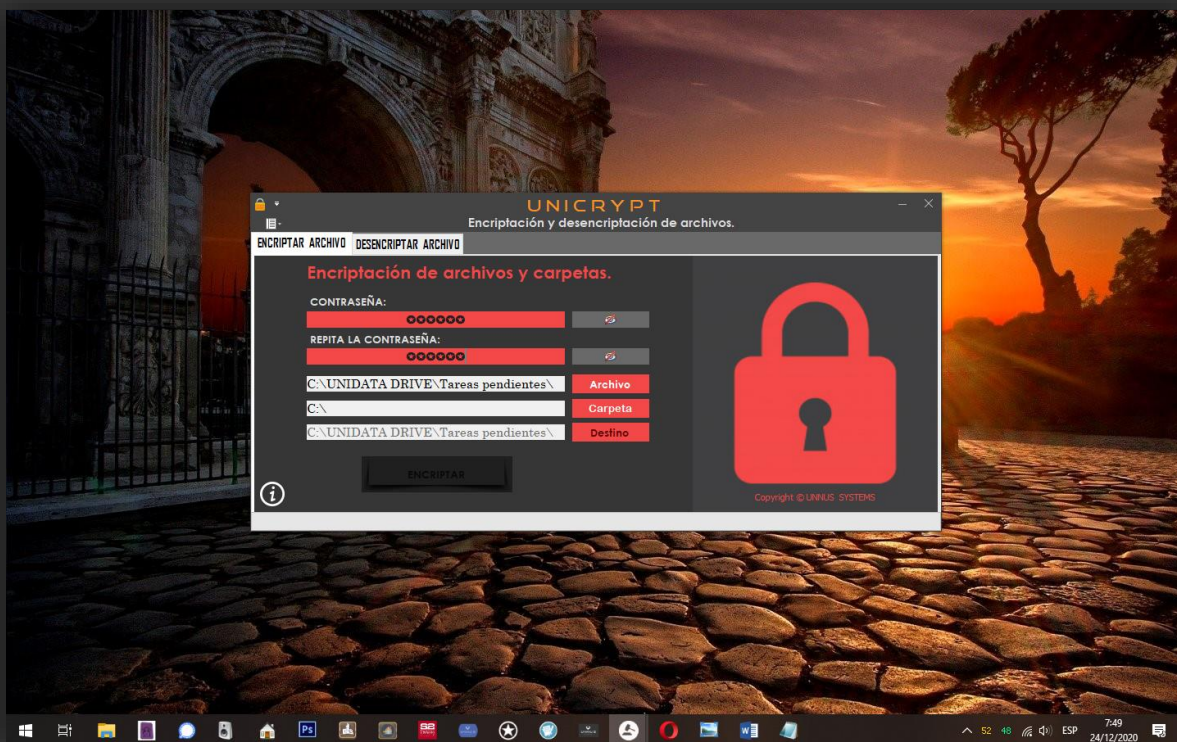 UNICRYPT
Encriptación y desencriptación de archivos.
ENCRIPTAR ARCHIVO DESENCRIPTAR ARCHIVO
Encriptación de archivos y carpetas.
CONTRASEÑA:
REPITA LA CONTRASEÑA:
C:\UNIDATA DRIVE\Tareas pendientes\ Archivo
C:\ Carpeta
C:\UNIDATA DRIVE\Tareas pendientes\ Destino
ENCRIPTAR
Copyright © UNNUS SYSTEMS
Ps
52 48 ESP 7:49
24/12/2020